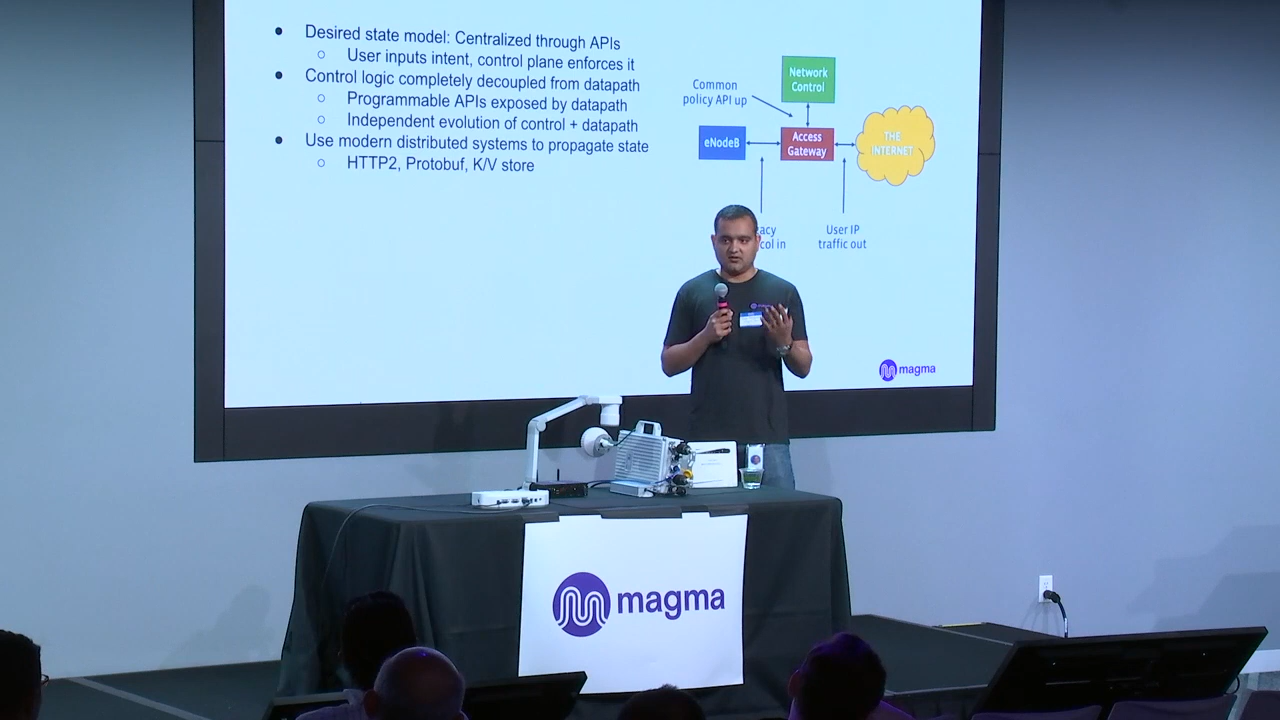 Desired state model: Centralized through APIs
User inputs intent, control plane enforces it
Control logic completely decoupled from datapath
Programmable APIs exposed by datapath
Independent evolution of control + datapath
Use modern distributed systems to propagate state
HTTP2, Protobuf, K/V store
Network
Control
Common
policy API up
eNodeB
Access
Gateway
THE
INTERNET
User IP
traffic out
in
magma
magma